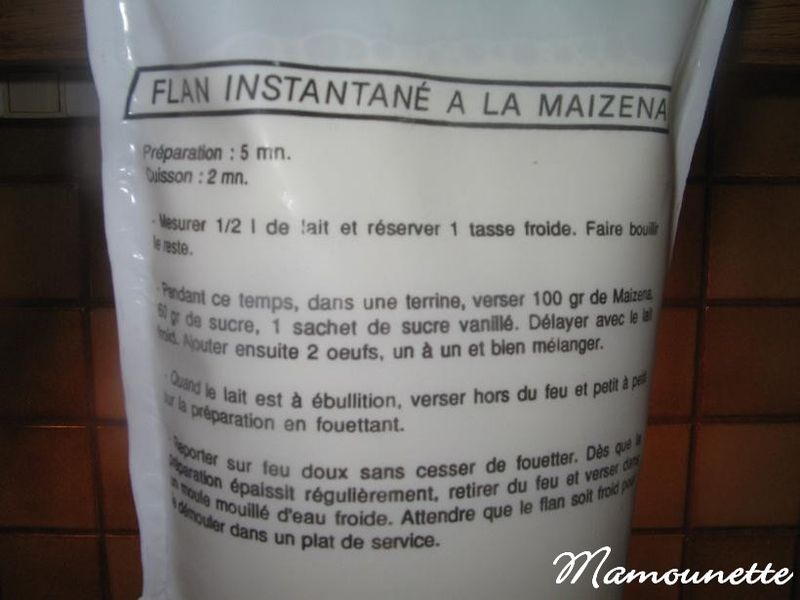 FLAN INSTANTANÉ A LA MAIZENA
Préparation : 5 mn.
Cuisson : 2 mn.
- Mesurer 1/2 l de lait et réserver 1 tasse froide. Faire bouillir
le reste.
- Pendant ce temps, dans une terrine, verser 100 gr de Maizena,
60 gr de sucre, 1 sachet de sucre vanillé. Délayer avec le lait
froid. Ajouter ensuite 2 oeufs, un à un et bien mélanger.
- Quand le lait est à ébullition, verser hors du feu et petit à petit
sur la préparation en fouettant.
- Reporter sur feu doux sans cesser de fouetter. Dès que la
préparation épaissit régulièrement, retirer du feu et verser dans
un moule mouillé d'eau froide. Attendre que le flan soit froid pour
le démouler dans un plat de service.
Mamounette